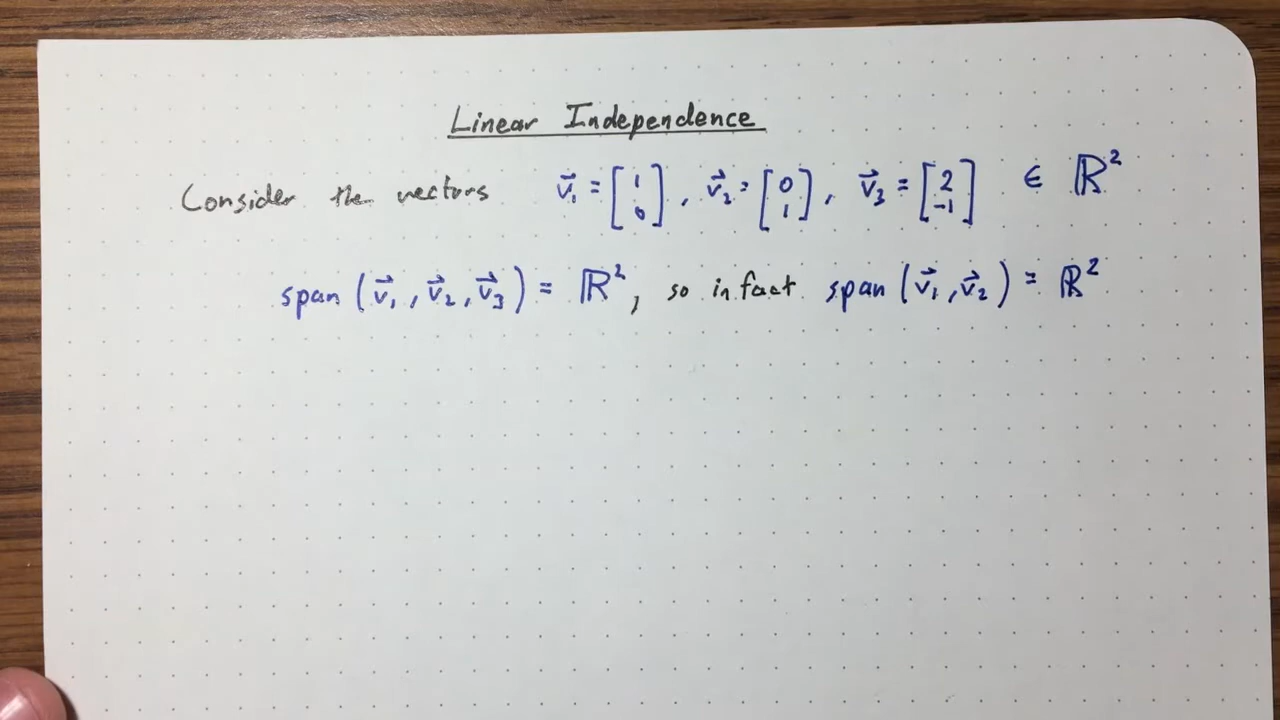 Linear Independence
Consider the vectors v⃗₁ = [1 0], v⃗₂ = [0 1], v⃗₃ = [2 -1] ∈ ℝ²
span (v⃗₁, v⃗₂, v⃗₃) = ℝ², so in fact span (v⃗₁, v⃗₂) = ℝ²